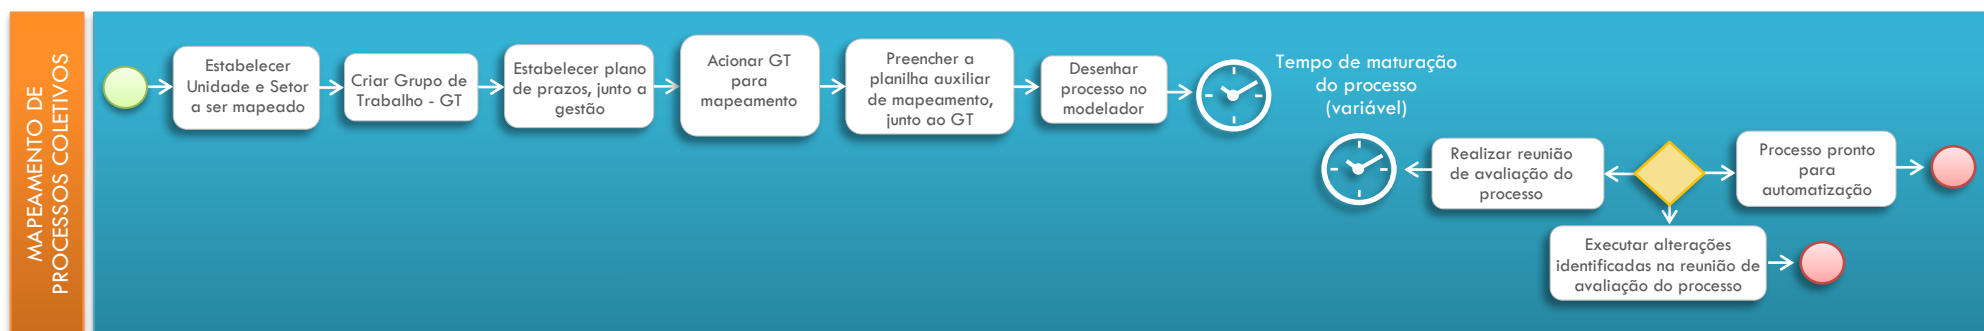 MAPEAMENTO DE
PROCESSOS COLETIVOS
Estabelecer
Unidade e Setor
a ser mapeado
Criar Grupo de
Trabalho - GT
Estabelecer plano
de prazos, junto a
gestão
Acionar GT
para
mapeamento
Preencher a
planilha auxiliar
de mapeamento,
junto ao GT
Desenhar
processo no
modelador
Tempo de maturação
do processo
(variável)
Realizar reunião
de avaliação do
processo
Processo pronto
para
automatização
Executar alterações
identificadas na reunião de
avaliação do processo